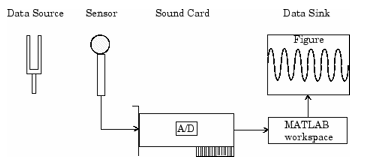 Data Source
Sensor
Sound Card
Data Sink
Figure
A/D
MATLAB
workspace